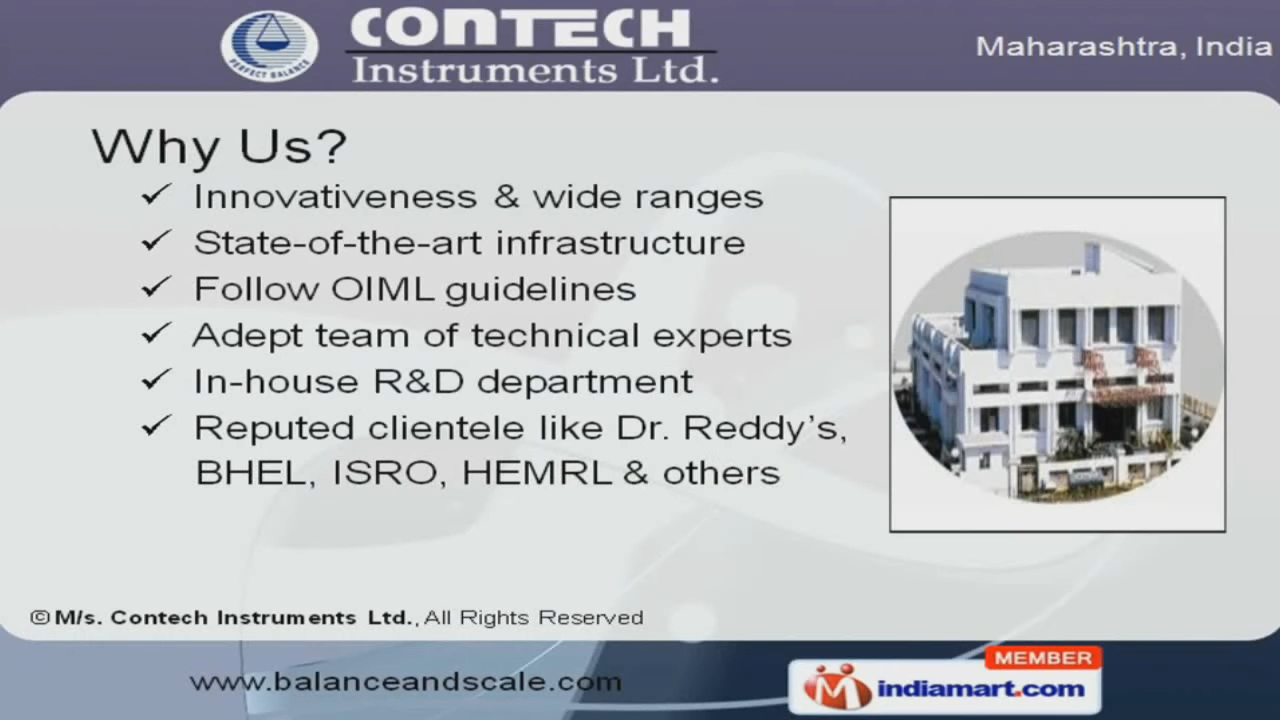 CONTECH
Instruments Ltd.
PERFECT BALANCE
Maharashtra, India
Why Us?
✓ Innovativeness & wide ranges
✓ State-of-the-art infrastructure
✓ Follow OIML guidelines
✓ Adept team of technical experts
✓ In-house R&D department
✓ Reputed clientele like Dr. Reddy's,
BHEL, ISRO, HEMRL & others
© M/s. Contech Instruments Ltd., All Rights Reserved
www.balanceandscale.com
MEMBER
indiamart.com